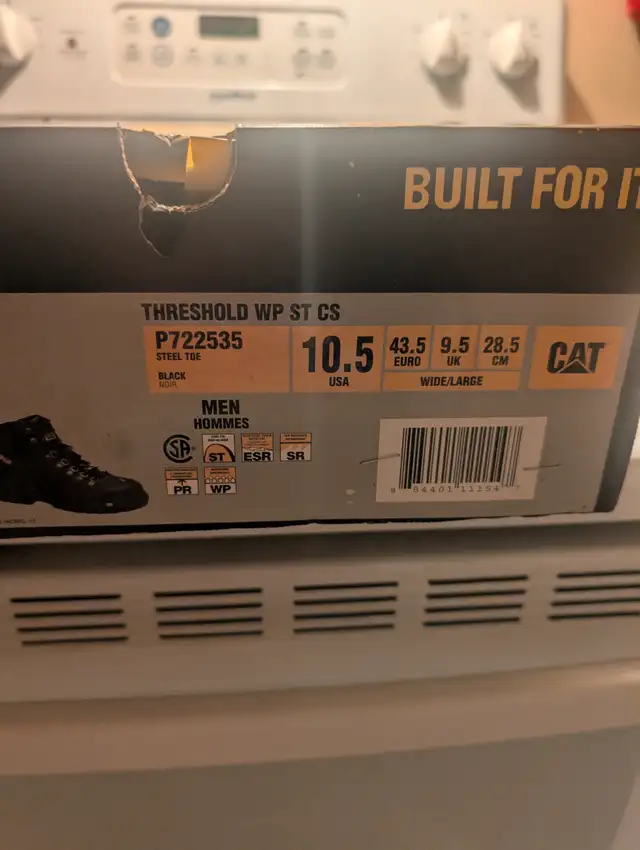 BUILT FOR IT
THRESHOLD WP ST CS
P722535
STEEL TOE
BLACK
NOIR
10.5
USA
43.5
EURO
9.5
UK
28.5
CM
WIDE/LARGE
CAT
MEN
HOMMES
ST
ESR
SR
PR
WP